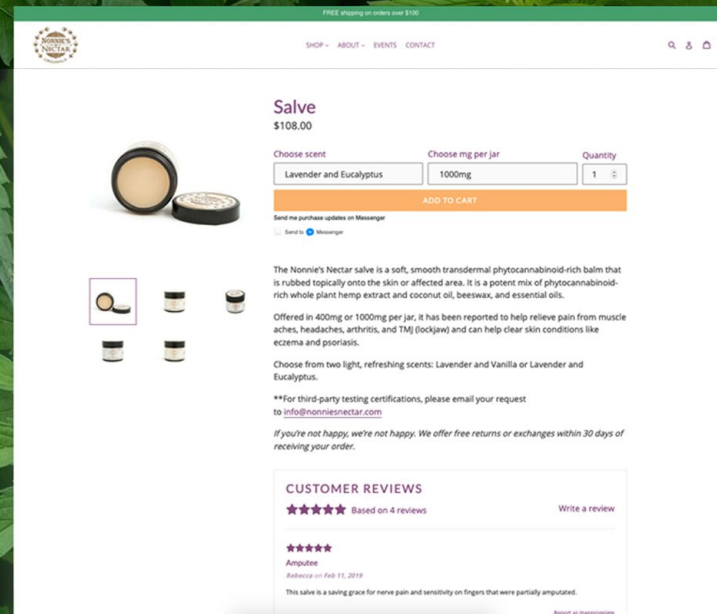 FREE shipping on orders over $100
NONNIE'S
NECTAR
ORIGINALS
SHOP ABOUT EVENTS CONTACT
Salve
$108.00
Choose scent Choose mg per jar Quantity
Lavender and Eucalyptus 1000mg 1
ADD TO CART
Send me purchase updates on Messenger
Send to Messenger
The Nonnie's Nectar salve is a soft, smooth transdermal phytocannabinoid-rich balm that
is rubbed topically onto the skin or affected area. It is a potent mix of phytocannabinoid-
rich whole plant hemp extract and coconut oil, beeswax, and essential oils.
Offered in 400mg or 1000mg per jar, it has been reported to help relieve pain from muscle
aches, headaches, arthritis, and TMJ (lockjaw) and can help clear skin conditions like
eczema and psoriasis.
Choose from two light, refreshing scents: Lavender and Vanilla or Lavender and
Eucalyptus.
**For third-party testing certifications, please email your request
to info@nonniesnectar.com
If you're not happy, we're not happy. We offer free returns or exchanges within 30 days of
receiving your order.
CUSTOMER REVIEWS
Based on 4 reviews Write a review
Amputee
Rebecca on Feb 11, 2019
This salve is a saving grace for nerve pain and sensitivity on fingers that were partially amputated.
Report as Inappropriate